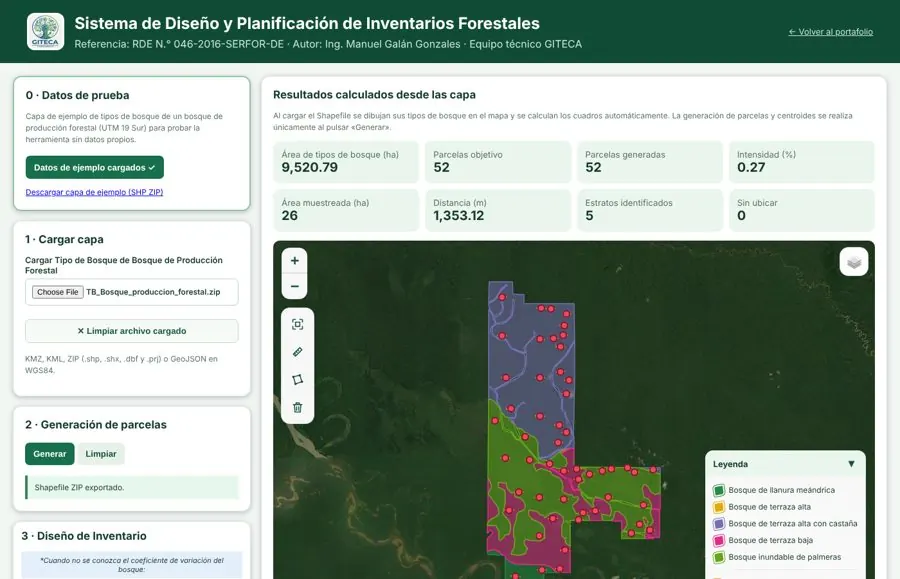 GITECA
Sistema de Diseño y Planificación de Inventarios Forestales
Referencia: RDE N.° 046-2016-SERFOR-DE · Autor: Ing. Manuel Galán Gonzales · Equipo técnico GITECA
← Volver al portafolio
0 · Datos de prueba
Capa de ejemplo de tipos de bosque de un bosque de
producción forestal (UTM 19 Sur) para probar la
herramienta sin datos propios.
Datos de ejemplo cargados ✓
Descargar capa de ejemplo (SHP ZIP)
1 · Cargar capa
Cargar Tipo de Bosque de Bosque de Producción
Forestal
Choose File TB_Bosque_produccion_forestal.zip
✕ Limpiar archivo cargado
KMZ, KML, ZIP (.shp, .shx, .dbf y .prj) o GeoJSON en
WGS84.
2 · Generación de parcelas
Generar Limpiar
Shapefile ZIP exportado.
3 · Diseño de Inventario
*Cuando no se conozca el coeficiente de variación del
bosque:
Resultados calculados desde las capa
Al cargar el Shapefile se dibujan sus tipos de bosque en el mapa y se calculan los cuadros automáticamente. La generación de parcelas y centroides se realiza
únicamente al pulsar «Generar».
Área de tipos de bosque (ha)
9,520.79
Parcelas objetivo
52
Parcelas generadas
52
Intensidad (%)
0.27
Área muestreada (ha)
26
Distancia (m)
1,353.12
Estratos identificados
5
Sin ubicar
0
+
−
Leyenda ▼
Bosque de llanura meándrica
Bosque de terraza alta
Bosque de terraza alta con castaña
Bosque de terraza baja
Bosque inundable de palmeras